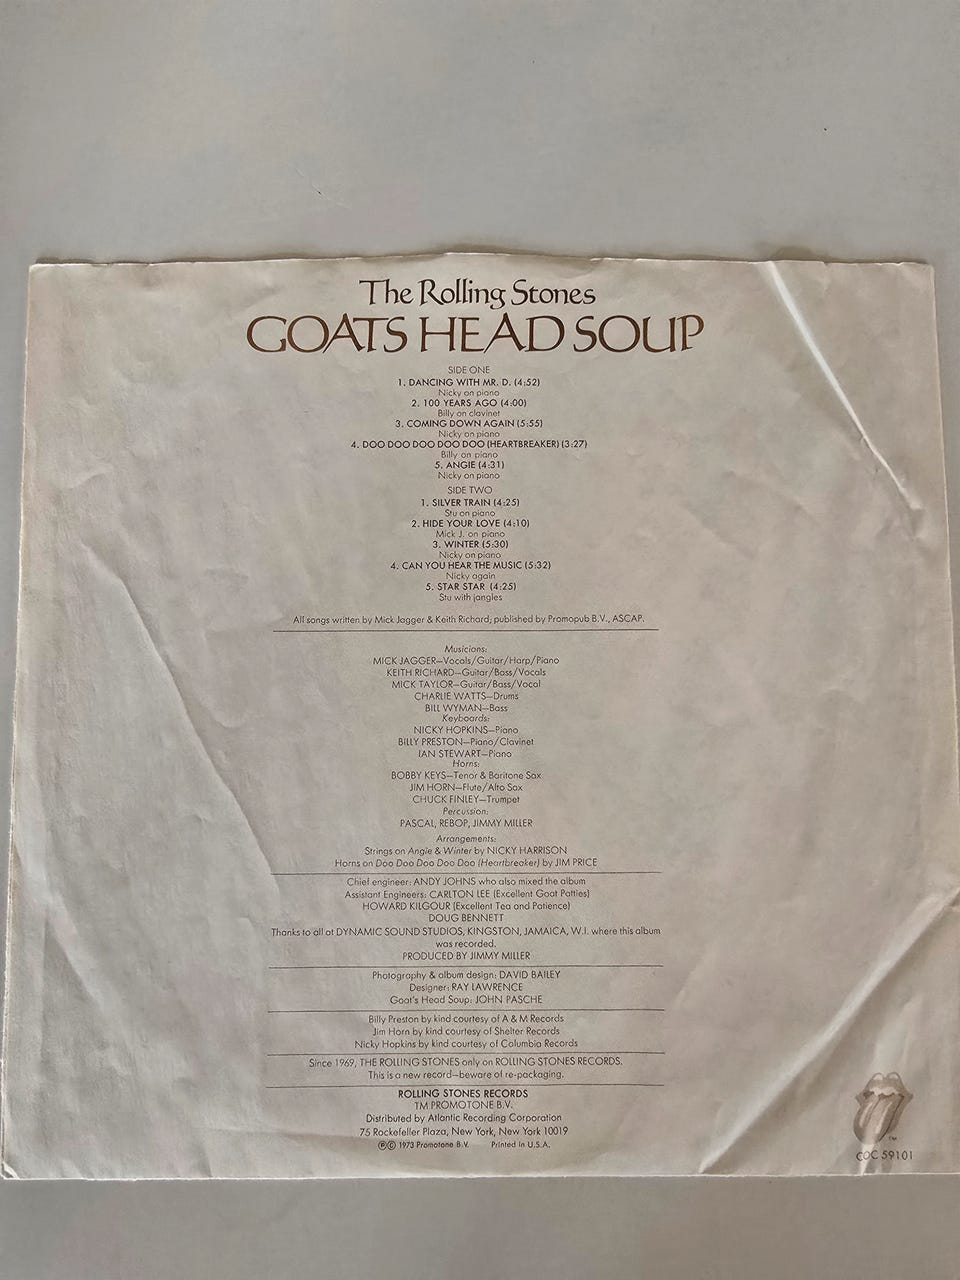 The Rolling Stones
GOATS HEAD SOUP
SIDE ONE
1. DANCING WITH MR. D. (4:52)
Nicky on piano
2. 100 YEARS AGO (4:00)
Billy on clavinet
3. COMING DOWN AGAIN (5:55)
Nicky on piano
4. DOO DOO DOO DOO DOO (HEARTBREAKER) (3:27)
Billy on piano
5. ANGIE (4:31)
Nicky on piano
SIDE TWO
1. SILVER TRAIN (4:25)
Stu on piano
2. HIDE YOUR LOVE (4:10)
Mick J. on piano
3. WINTER (5:30)
Nicky on piano
4. CAN YOU HEAR THE MUSIC (5:32)
Nicky again
5. STAR STAR (4:25)
Stu with jangles
All songs written by Mick Jagger & Keith Richard; published by Promopub B.V., ASCAP.
Musicians:
MICK JAGGER—Vocals/Guitar/Harp/Piano
KEITH RICHARD—Guitar/Bass/Vocals
MICK TAYLOR—Guitar/Bass/Vocal
CHARLIE WATTS—Drums
BILL WYMAN—Bass
Keyboards:
NICKY HOPKINS—Piano
BILLY PRESTON—Piano/Clavinet
IAN STEWART—Piano
Horns:
BOBBY KEYS—Tenor & Baritone Sax
JIM HORN—Flute/Alto Sax
CHUCK FINLEY—Trumpet
Percussion:
PASCAL, REBOP, JIMMY MILLER
Arrangements:
Strings on Angie & Winter by NICKY HARRISON
Horns on Doo Doo Doo Doo Doo (Heartbreaker) by JIM PRICE
Chief engineer: ANDY JOHNS who also mixed the album
Assistant Engineers: CARLTON LEE (Excellent Goat Patties)
HOWARD KILGOUR (Excellent Tea and Patience)
DOUG BENNETT
Thanks to all at DYNAMIC SOUND STUDIOS, KINGSTON, JAMAICA, W.I. where this album
was recorded.
PRODUCED BY JIMMY MILLER
Photography & album design: DAVID BAILEY
Designer: RAY LAWRENCE
Goat's Head Soup: JOHN PASCHE
Billy Preston by kind courtesy of A & M Records
Jim Horn by kind courtesy of Shelter Records
Nicky Hopkins by kind courtesy of Columbia Records
Since 1969, THE ROLLING STONES only on ROLLING STONES RECORDS.
This is a new record—beware of re-packaging.
ROLLING STONES RECORDS
TM PROMOTONE B.V.
Distributed by Atlantic Recording Corporation
75 Rockefeller Plaza, New York, New York 10019
℗© 1973 Promotone B.V. Printed in U.S.A.
TM
COC 59101